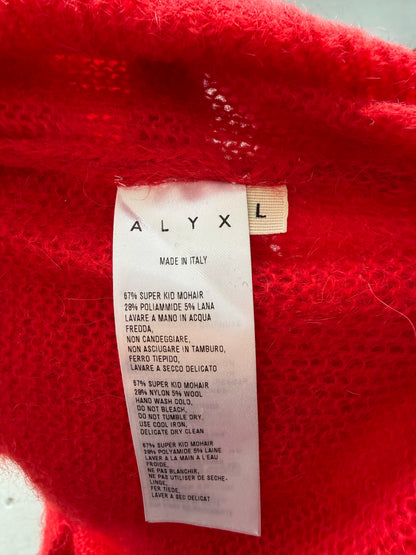 ALYX
L
MADE IN ITALY
67% SUPER KID MOHAIR
28% POLIAMMIDE 5% LANA
LAVARE A MANO IN ACQUA
FREDDA,
NON CANDEGGIARE,
NON ASCIUGARE IN TAMBURO,
FERRO TIEPIDO,
LAVARE A SECCO DELICATO
67% SUPER KID MOHAIR
28% NYLON 5% WOOL
HAND WASH COLD,
DO NOT BLEACH,
DO NOT TUMBLE DRY,
USE COOL IRON,
DELICATE DRY CLEAN
67% SUPER KID MOHAIR
28% POLYAMIDE 5% LAINE
LAVER A LA MAIN A L'EAU
FROIDE,
NE PAS BLANCHIR,
NE PAS UTILISER DE SECHE-
LINGE,
FER TIEDE,
LAVER A SEC DELICAT